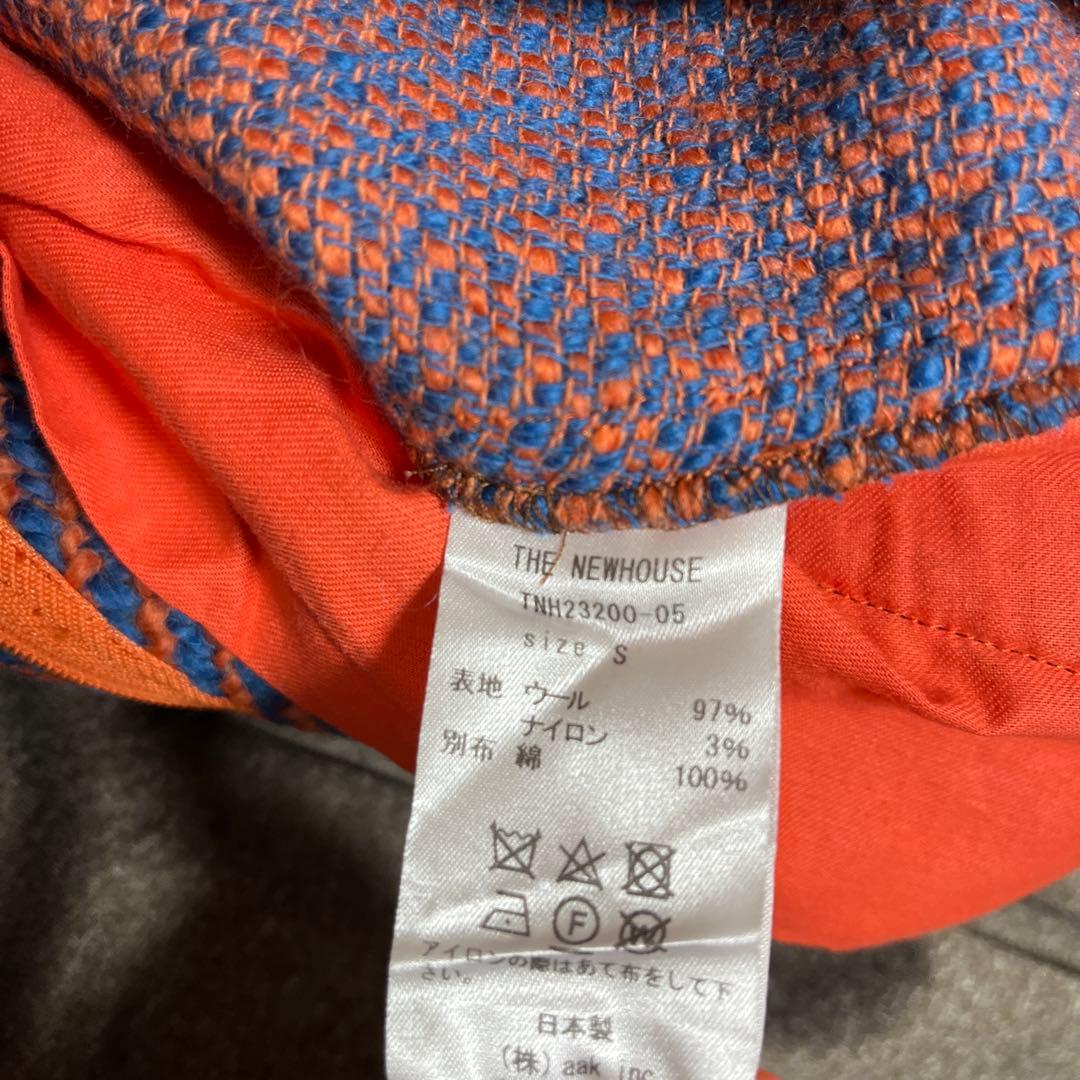 THE NEWHOUSE
TNH23200-05
size S
表地 ウール 97%
ナイロン 3%
別布 綿 100%
F
W
アイロンの際はあて布をして下
さい。
日本製
(株) aak inc